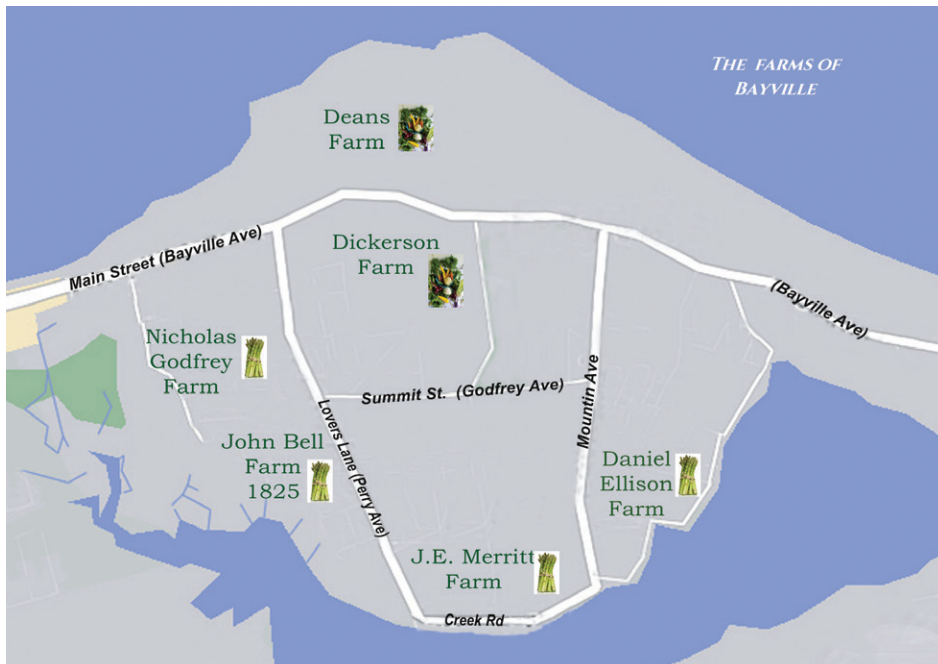 THE FARMS OF
BAYVILLE
Deans
Farm
Main Street (Bayville Ave)
Dickerson
Farm
(Bayville Ave)
Nicholas
Godfrey
Farm
Summit St. (Godfrey Ave)
Mountin Ave
Lovers Lane (Perry Ave)
John Bell
Farm
1825
Daniel
Ellison
Farm
J.E. Merritt
Farm
Creek Rd